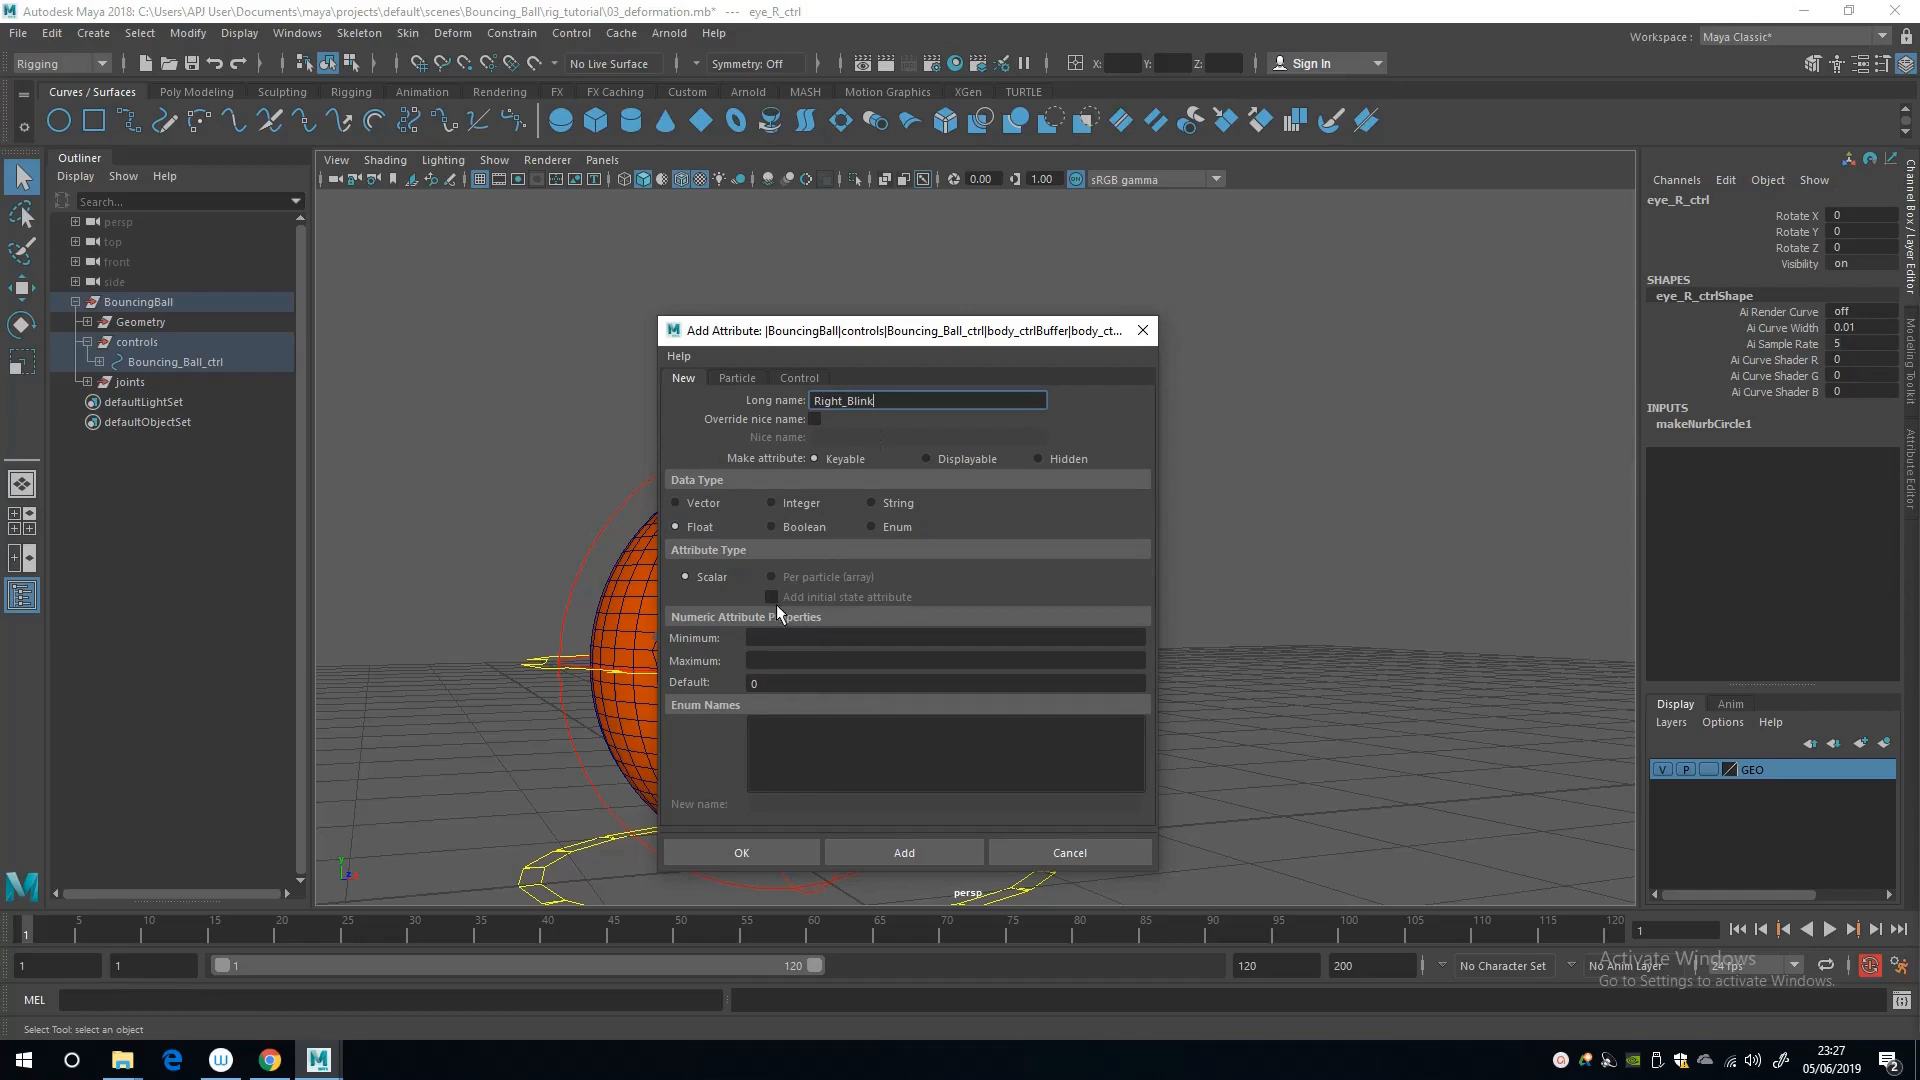 Autodesk Maya 2018: C:\Users\APJ User\Documents\maya\projects\default\scenes\Bouncing_Ball\rig_tutorial\03_deformation.mb* --- eye_R_ctrl
File Edit Create Select Modify Display Windows Skeleton Skin Deform Constrain Control Cache Arnold Help
Workspace : Maya Classic*
Rigging
No Live Surface
Symmetry: Off
X: Y: Z:
Sign In
Curves / Surfaces Poly Modeling Sculpting Rigging Animation Rendering FX FX Caching Custom Arnold MASH Motion Graphics XGen TURTLE
Outliner
Display Show Help
Search...
persp
top
front
side
BouncingBall
Geometry
controls
Bouncing_Ball_ctrl
joints
defaultLightSet
defaultObjectSet
View Shading Lighting Show Renderer Panels
0.00 1.00 sRGB gamma
Add Attribute: |BouncingBall|controls|Bouncing_Ball_ctrl|body_ctrlBuffer|body_ct...
Help
New Particle Control
Long name: Right_Blink
Override nice name:
Nice name:
Make attribute: Keyable Displayable Hidden
Data Type
Vector Integer String
Float Boolean Enum
Attribute Type
Scalar Per particle (array)
Add initial state attribute
Numeric Attribute Properties
Minimum:
Maximum:
Default: 0
Enum Names
New name:
OK Add Cancel
persp
y
Channels Edit Object Show
eye_R_ctrl
Rotate X 0
Rotate Y 0
Rotate Z 0
Visibility on
SHAPES
eye_R_ctrlShape
Ai Render Curve off
Ai Curve Width 0.01
Ai Sample Rate 5
Ai Curve Shader R 0
Ai Curve Shader G 0
Ai Curve Shader B 0
INPUTS
makeNurbCircle1
Channel Box / Layer Editor
Modeling Toolkit
Attribute Editor
Display Anim
Layers Options Help
V P GEO
5 10 15 20 25 30 35 40 45 50 55 60 65 70 75 80 85 90 95 100 105 110 115 120
1
1
1 1 1 120 120 200 No Character Set No Anim Layer 24 fps
Activate Windows
Go to Settings to activate Windows.
MEL
Select Tool: select an object
23:27
05/06/2019
2